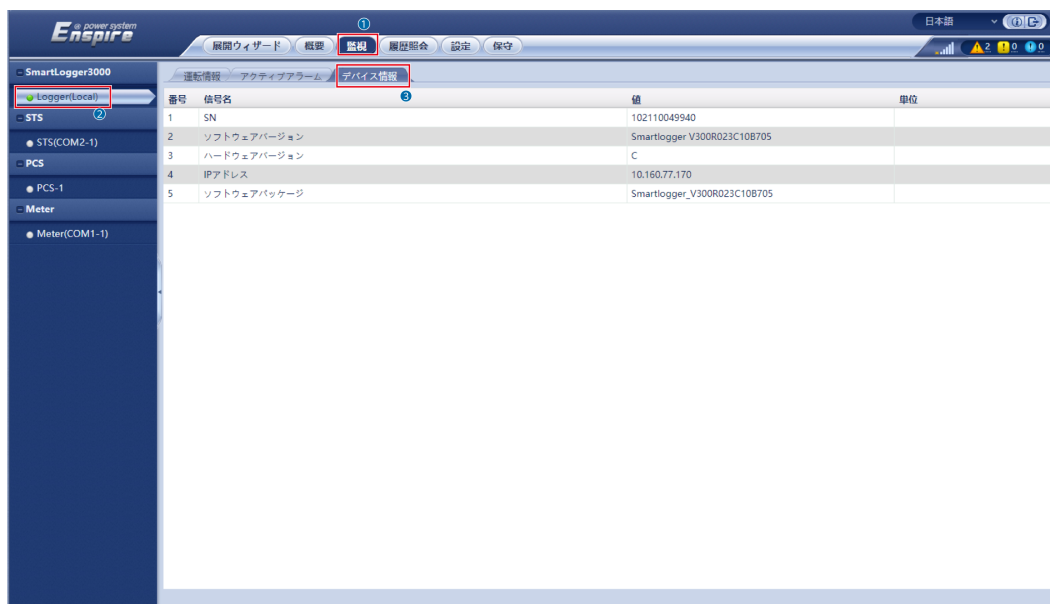 e power system
Enspire
日本語
①
展開ウィザード 概要 監視 履歴照会 設定 保守
2 0 0
SmartLogger3000
Logger(Local)
②
STS
STS(COM2-1)
PCS
PCS-1
Meter
Meter(COM1-1)
運転情報 アクティブアラーム デバイス情報
③
番号 信号名 値 単位
1 SN 102110049940
2 ソフトウェアバージョン Smartlogger V300R023C10B705
3 ハードウェアバージョン C
4 IPアドレス 10.160.77.170
5 ソフトウェアパッケージ Smartlogger_V300R023C10B705